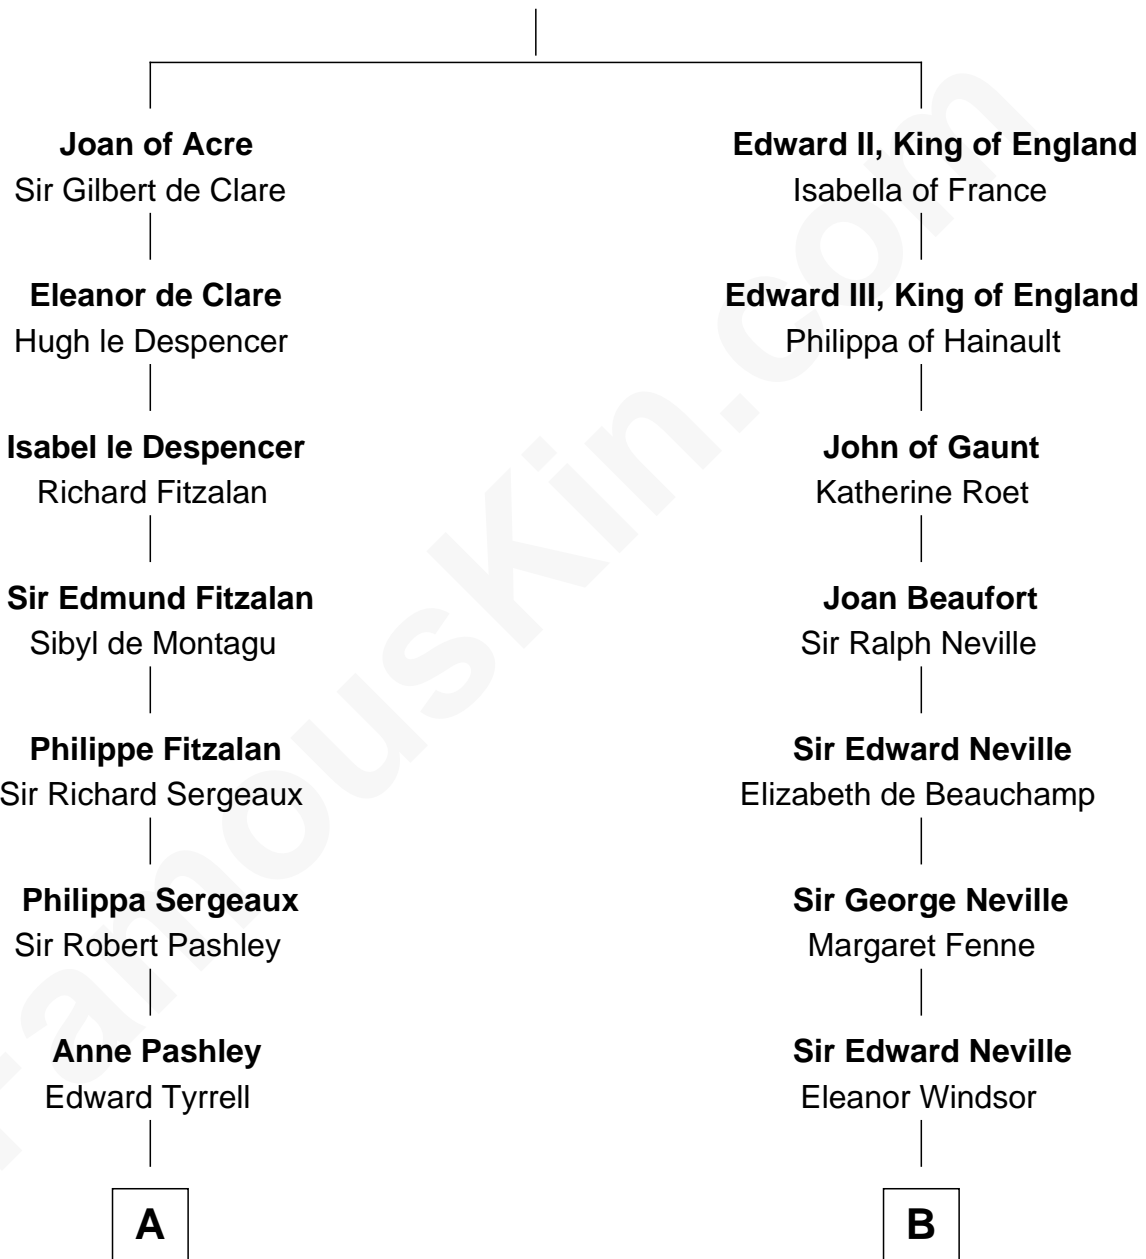 Joan of Acre
Sir Gilbert de Clare
Eleanor de Clare
Hugh le Despencer
Isabel le Despencer
Richard Fitzalan
Sir Edmund Fitzalan
Sibyl de Montagu
Philippe Fitzalan
Sir Richard Sergeaux
Philippa Sergeaux
Sir Robert Pashley
Anne Pashley
Edward Tyrrell
A
Edward II, King of England
Isabella of France
Edward III, King of England
Philippa of Hainault
John of Gaunt
Katherine Roet
Joan Beaufort
Sir Ralph Neville
Sir Edward Neville
Elizabeth de Beauchamp
Sir George Neville
Margaret Fenne
Sir Edward Neville
Eleanor Windsor
B
FamousKin.com